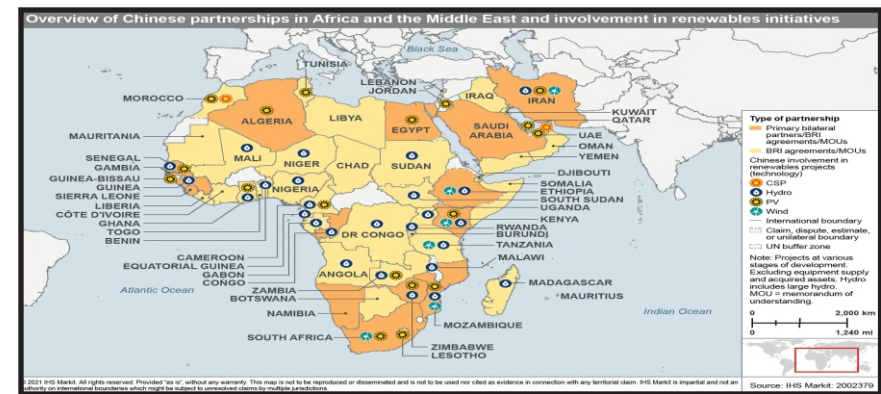 Overview of Chinese partnerships in Africa and the Middle East and involvement in renewables initiatives
Black Sea
TUNISIA
LEBANON
JORDAN
IRAQ
IRAN
MOROCCO
ALGERIA
LIBYA
EGYPT
SAUDI
ARABIA
KUWAIT
QATAR
UAE
OMAN
YEMEN
MAURITANIA
MALI
NIGER
CHAD
SUDAN
DJIBOUTI
SOMALIA
ETHIOPIA
SOUTH SUDAN
UGANDA
KENYA
RWANDA
BURUNDI
TANZANIA
MALAWI
SENEGAL
GAMBIA
GUINEA-BISSAU
GUINEA
SIERRA LEONE
LIBERIA
CÔTE D'IVOIRE
GHANA
TOGO
BENIN
NIGERIA
CAMEROON
EQUATORIAL GUINEA
GABON
CONGO
DR CONGO
ANGOLA
ZAMBIA
BOTSWANA
NAMIBIA
SOUTH AFRICA
MADAGASCAR
MAURITIUS
MOZAMBIQUE
ZIMBABWE
LESOTHO
Atlantic Ocean
Indian Ocean
Type of partnership
Primary bilateral
partners/BRI
agreements/MOUs
BRI agreements/MOUs
Chinese involvement in
renewables projects
(technology)
CSP
Hydro
PV
Wind
International boundary
Claim, dispute, estimate,
or unilateral boundary
UN buffer zone
Note: Projects at various
stages of development.
Excluding equipment supply
and acquired assets. Hydro
includes large hydro.
MOU = memorandum of
understanding.
0 2,000 km
0 1,240 mi
2021 IHS Markit. All rights reserved. Provided "as is", without any warranty. This map is not to be reproduced or disseminated and is not to be used nor cited as evidence in connection with any territorial claim. IHS Markit is impartial and not an
authority on international boundaries which might be subject to unresolved claims by multiple jurisdictions.
Source: IHS Markit: 2002379